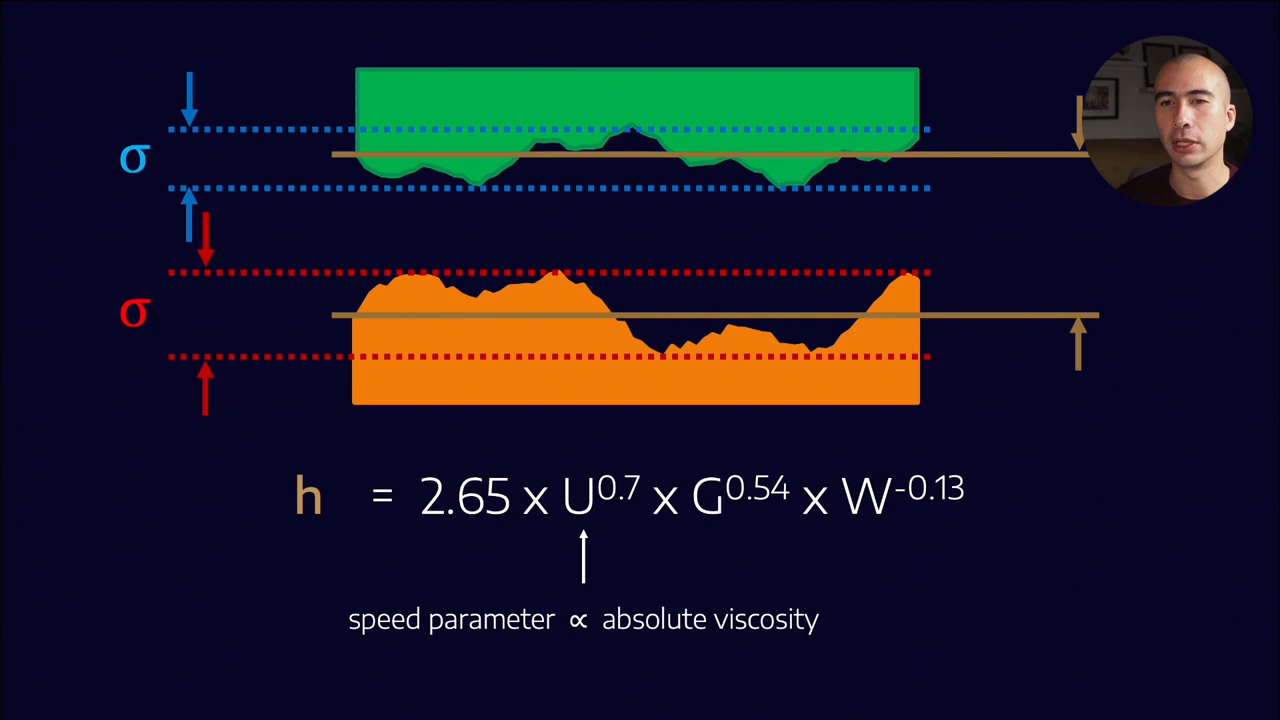 σ
σ
h = 2.65 x U^0.7 x G^0.54 x W^-0.13
speed parameter ∝ absolute viscosity